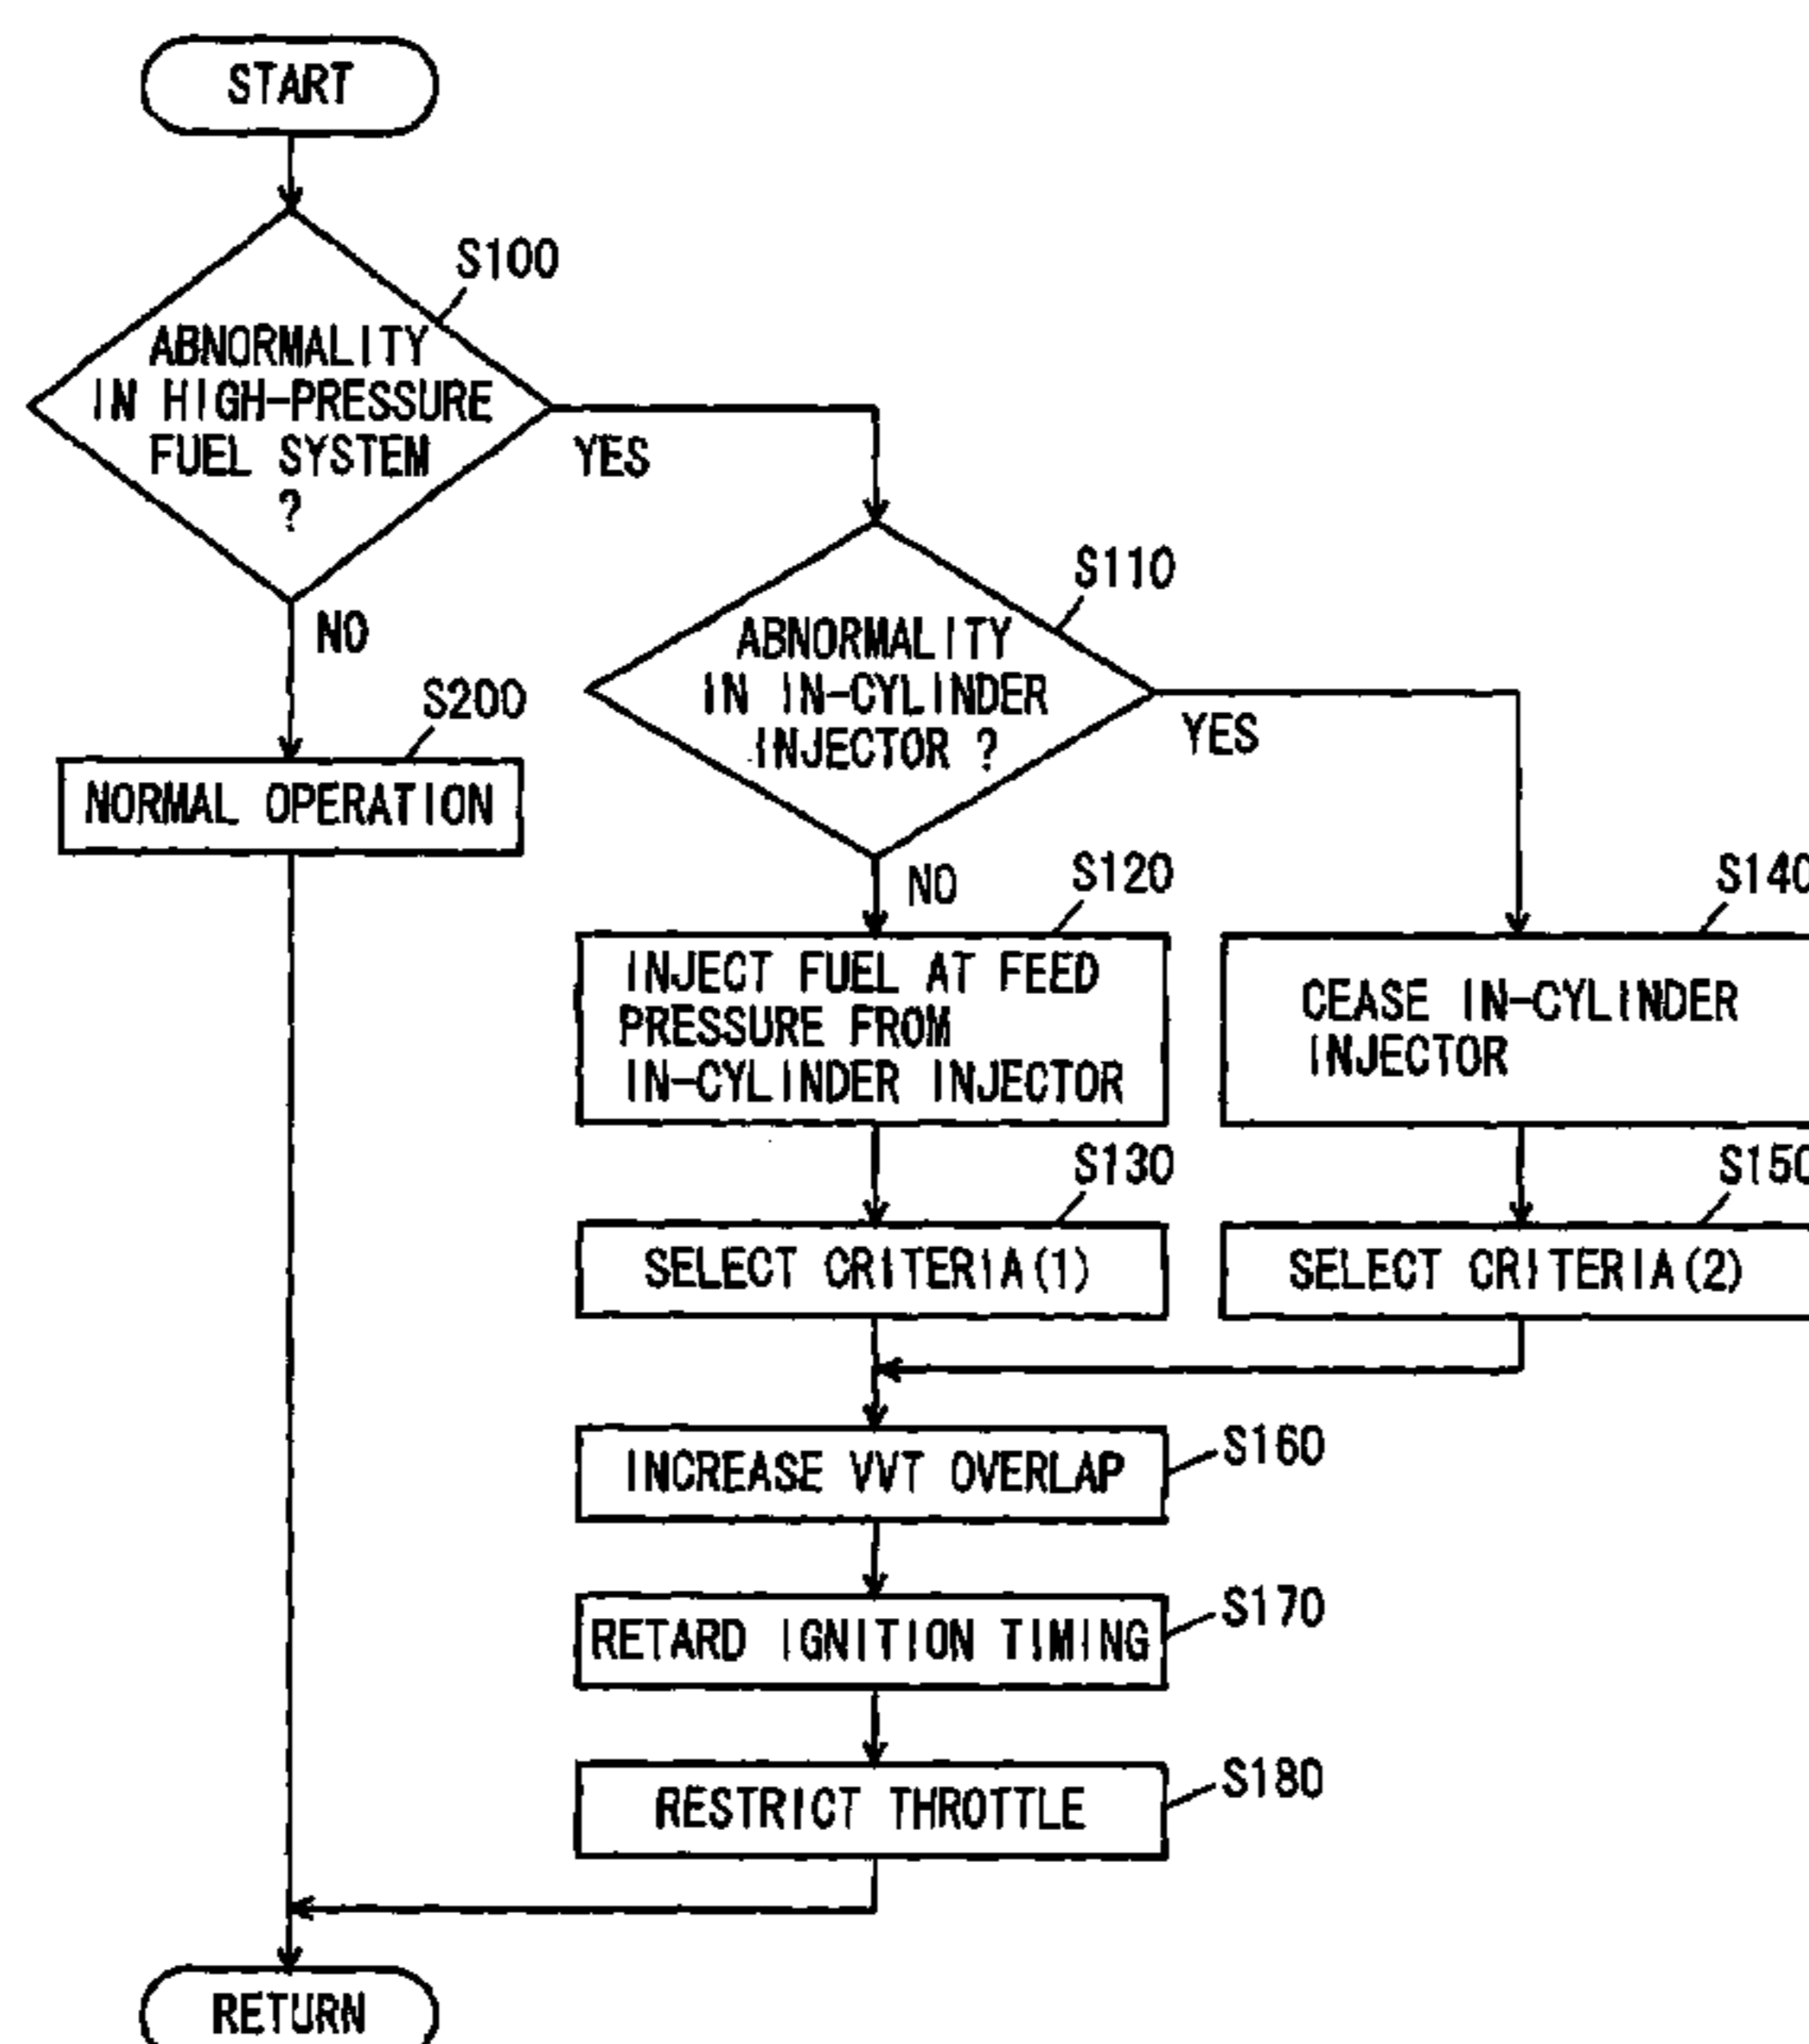 START
S100
ABNORMALITY
IN HIGH-PRESSURE
FUEL SYSTEM
?
YES
NO
S110
ABNORMALITY
IN IN-CYLINDER
INJECTOR ?
YES
NO
S200
NORMAL OPERATION
S120
INJECT FUEL AT FEED
PRESSURE FROM
IN-CYLINDER INJECTOR
S140
CEASE IN-CYLINDER
INJECTOR
S130
SELECT CRITERIA(1)
S150
SELECT CRITERIA(2)
INCREASE VVT OVERLAP
S160
RETARD IGNITION TIMING
S170
RESTRICT THROTTLE
S180
RETURN